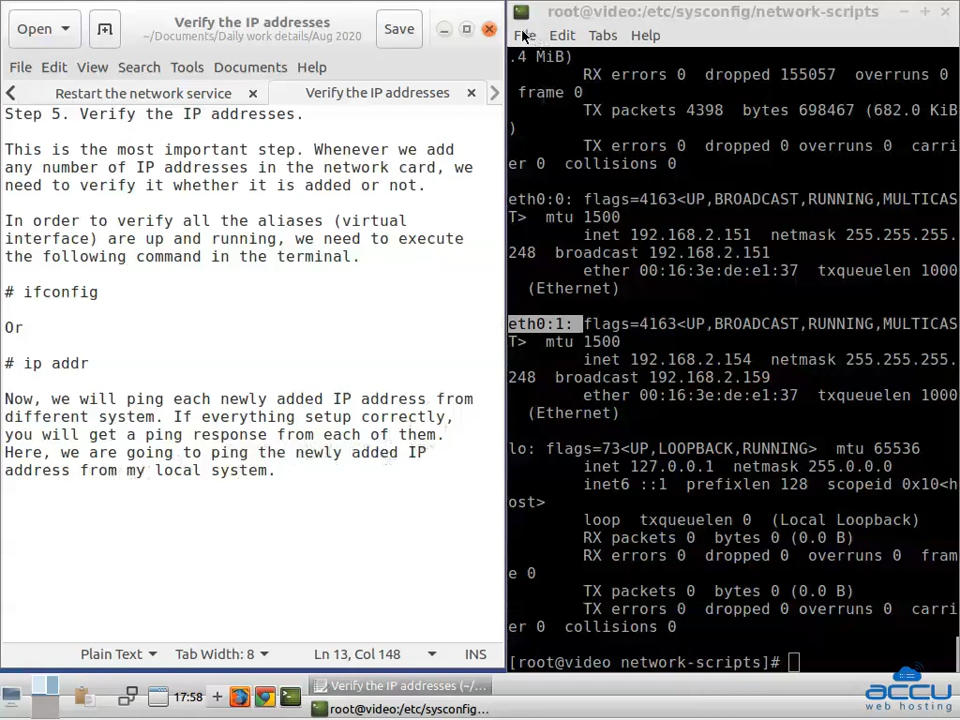 Open
Verify the IP addresses
~/Documents/Daily work details/Aug 2020
Save
File Edit View Search Tools Documents Help
Restart the network service
Verify the IP addresses
Step 5. Verify the IP addresses.
This is the most important step. Whenever we add
any number of IP addresses in the network card, we
need to verify it whether it is added or not.
In order to verify all the aliases (virtual
interface) are up and running, we need to execute
the following command in the terminal.
# ifconfig
Or
# ip addr
Now, we will ping each newly added IP address from
different system. If everything setup correctly,
you will get a ping response from each of them.
Here, we are going to ping the newly added IP
address from my local system.
Plain Text Tab Width: 8 Ln 13, Col 148 INS
root@video:/etc/sysconfig/network-scripts
File Edit Tabs Help
.4 MiB)
RX errors 0 dropped 155057 overruns 0
frame 0
TX packets 4398 bytes 698467 (682.0 KiB
)
TX errors 0 dropped 0 overruns 0 carri
er 0 collisions 0
eth0:0: flags=4163<UP,BROADCAST,RUNNING,MULTICAS
T> mtu 1500
inet 192.168.2.151 netmask 255.255.255.
248 broadcast 192.168.2.151
ether 00:16:3e:de:e1:37 txqueuelen 1000
(Ethernet)
eth0:1: flags=4163<UP,BROADCAST,RUNNING,MULTICAS
T> mtu 1500
inet 192.168.2.154 netmask 255.255.255.
248 broadcast 192.168.2.159
ether 00:16:3e:de:e1:37 txqueuelen 1000
(Ethernet)
lo: flags=73<UP,LOOPBACK,RUNNING> mtu 65536
inet 127.0.0.1 netmask 255.0.0.0
inet6 ::1 prefixlen 128 scopeid 0x10<h
ost>
loop txqueuelen 0 (Local Loopback)
RX packets 0 bytes 0 (0.0 B)
RX errors 0 dropped 0 overruns 0 fram
e 0
TX packets 0 bytes 0 (0.0 B)
TX errors 0 dropped 0 overruns 0 carri
er 0 collisions 0
[root@video network-scripts]#
17:58
Verify the IP addresses (~/...
root@video:/etc/sysconfig...
ACCU
web hosting